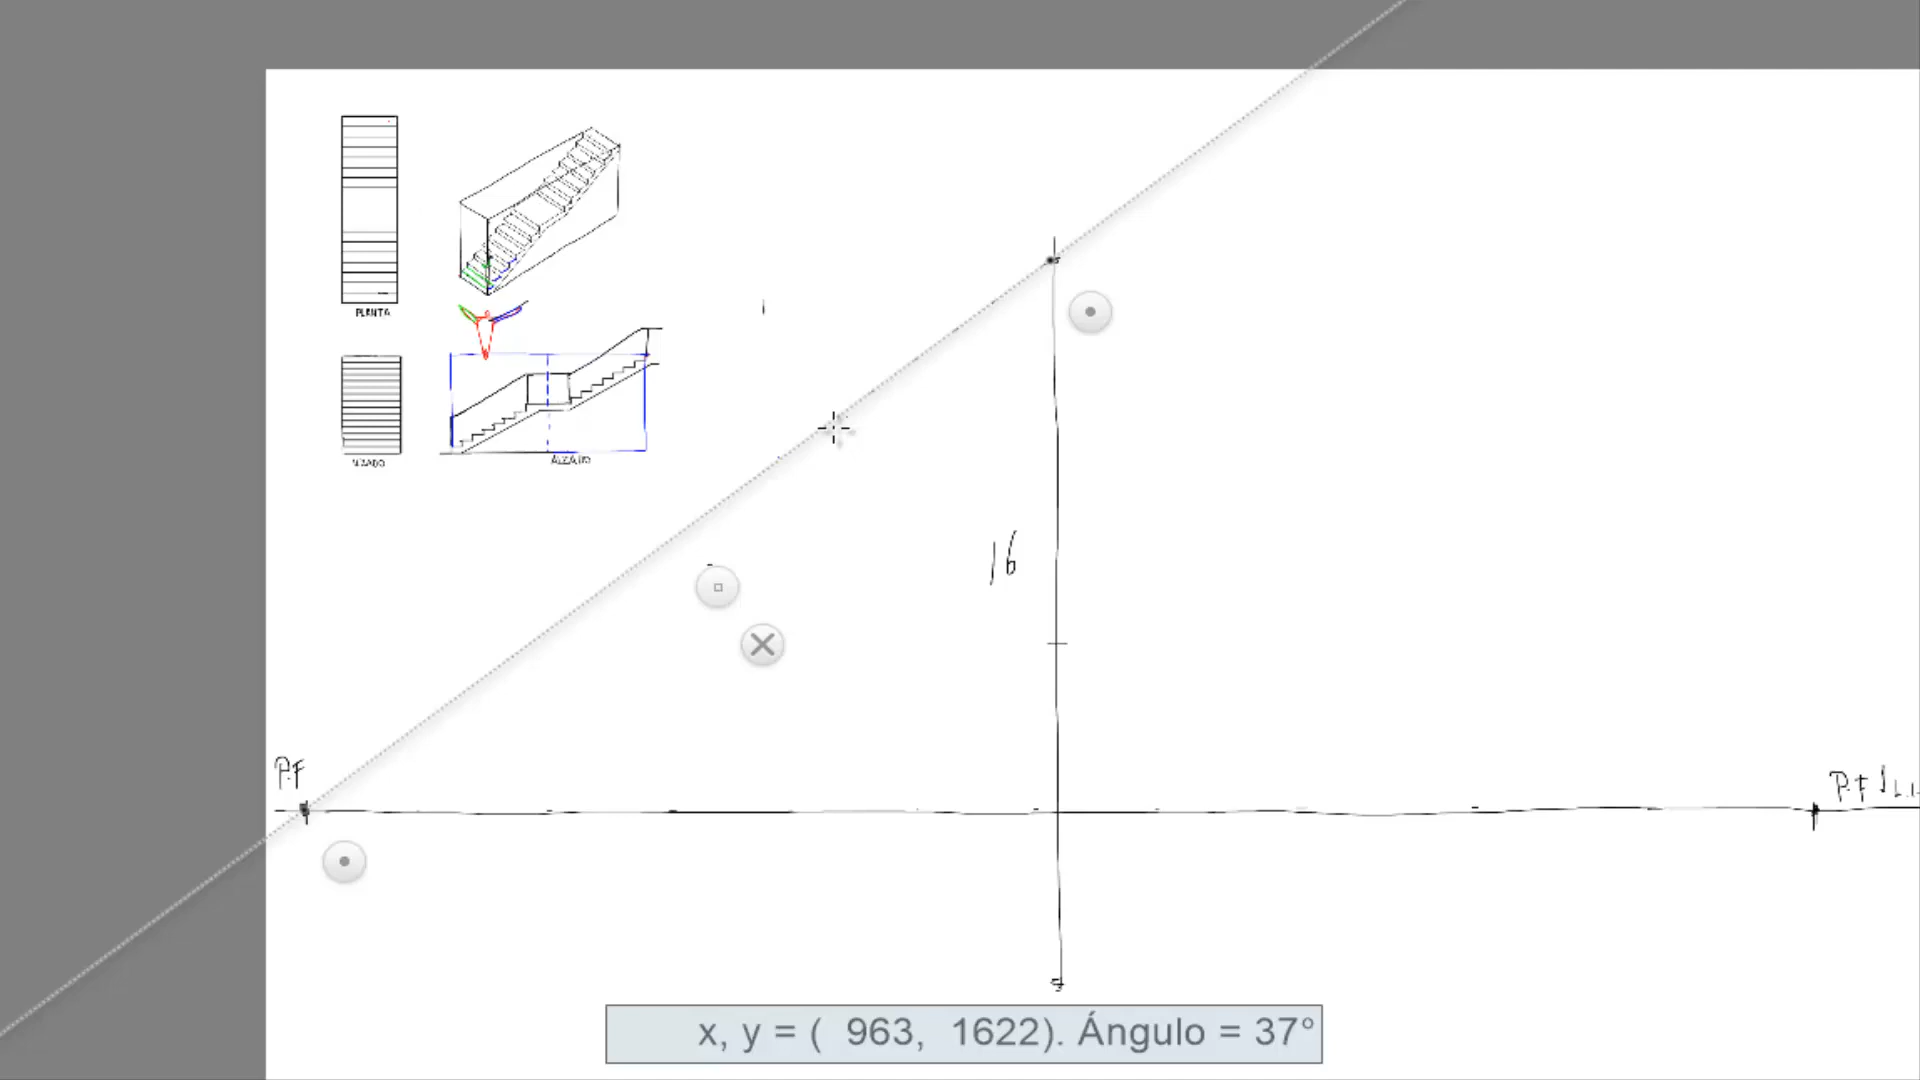 PLANTA
ALZADO
16
P.F
P.F
x, y = ( 963, 1622). Ángulo = 37°